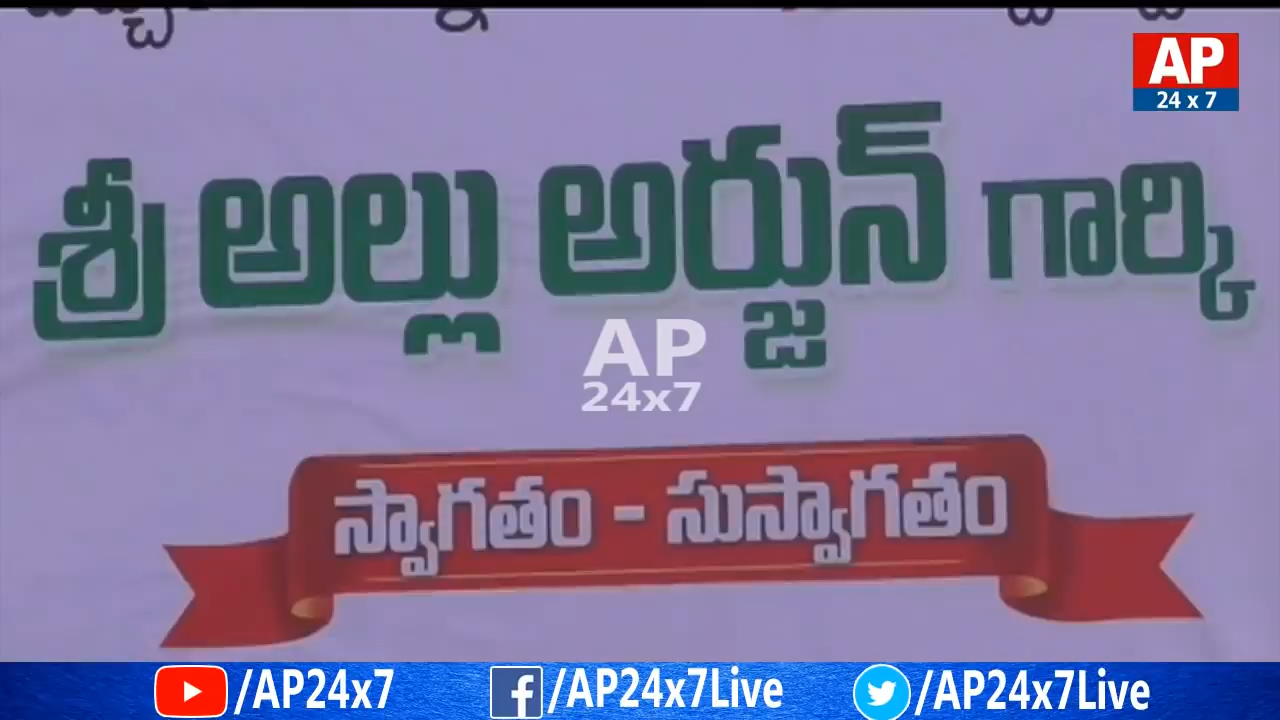 AP
24 x 7
శ్రీ అల్లు అర్జున్ గార్కి
AP
24x7
స్వాగతం - సుస్వాగతం
/AP24x7
/AP24x7Live
/AP24x7Live